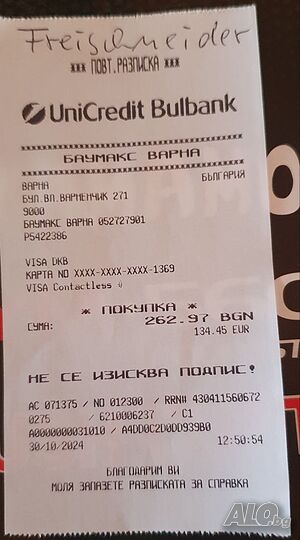 Freischneider
*** ПОВТ.РАЗПИСКА ***
UniCredit Bulbank
БАУМАКС ВАРНА
ВАРНА БЪЛГАРИЯ
БУЛ.ВЛ.ВАРНЕНЧИК 271
9000
БАУМАКС ВАРНА 052727901
P5422386
VISA DKB
КАРТА NO XXXX-XXXX-XXXX-1369
VISA Contactless
* ПОКУПКА *
СУМА: 262.97 BGN
134.45 EUR
НЕ СЕ ИЗИСКВА ПОДПИС!
AC 071375 / NO 012300 / RRN# 430411560672
0275 / 6210006237 / C1
A0000000031010 / A4DD0C2D0DD939B0
30/10/2024 12:50:54
БЛАГОДАРИМ ВИ
МОЛЯ ЗАПАЗЕТЕ РАЗПИСКАТА ЗА СПРАВКА
ALO.bg